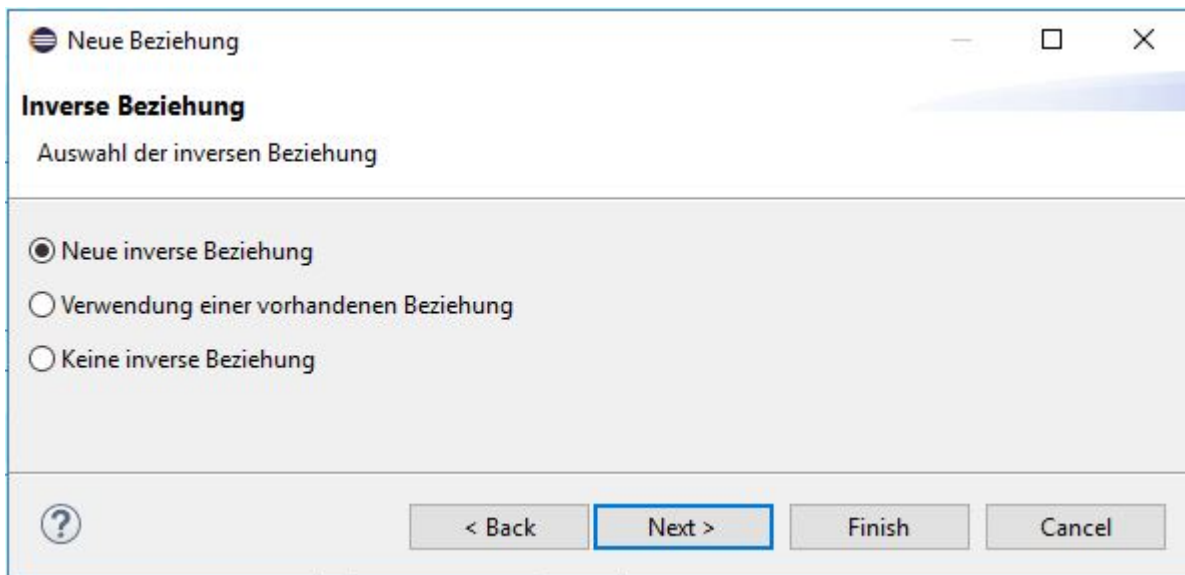 Neue Beziehung
Inverse Beziehung
Auswahl der inversen Beziehung
Neue inverse Beziehung
Verwendung einer vorhandenen Beziehung
Keine inverse Beziehung
? < Back Next > Finish Cancel